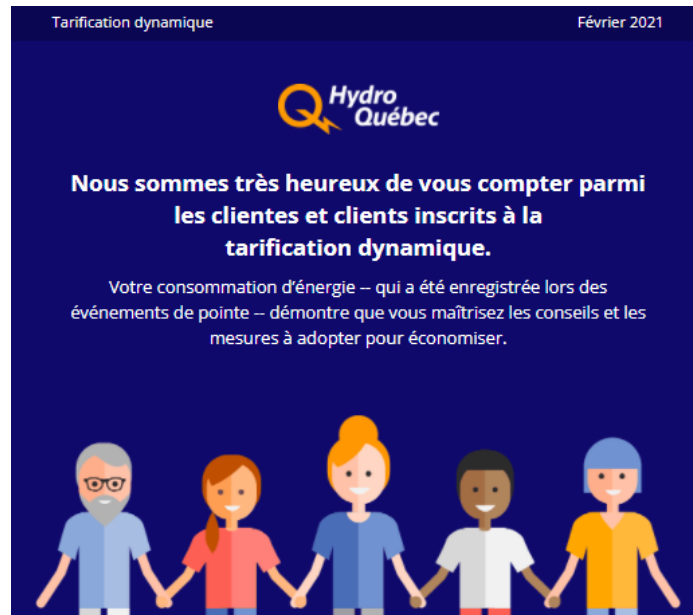 Tarification dynamique Février 2021
Hydro
Québec
Nous sommes très heureux de vous compter parmi
les clientes et clients inscrits à la
tarification dynamique.
Votre consommation d'énergie -- qui a été enregistrée lors des
événements de pointe -- démontre que vous maîtrisez les conseils et les
mesures à adopter pour économiser.